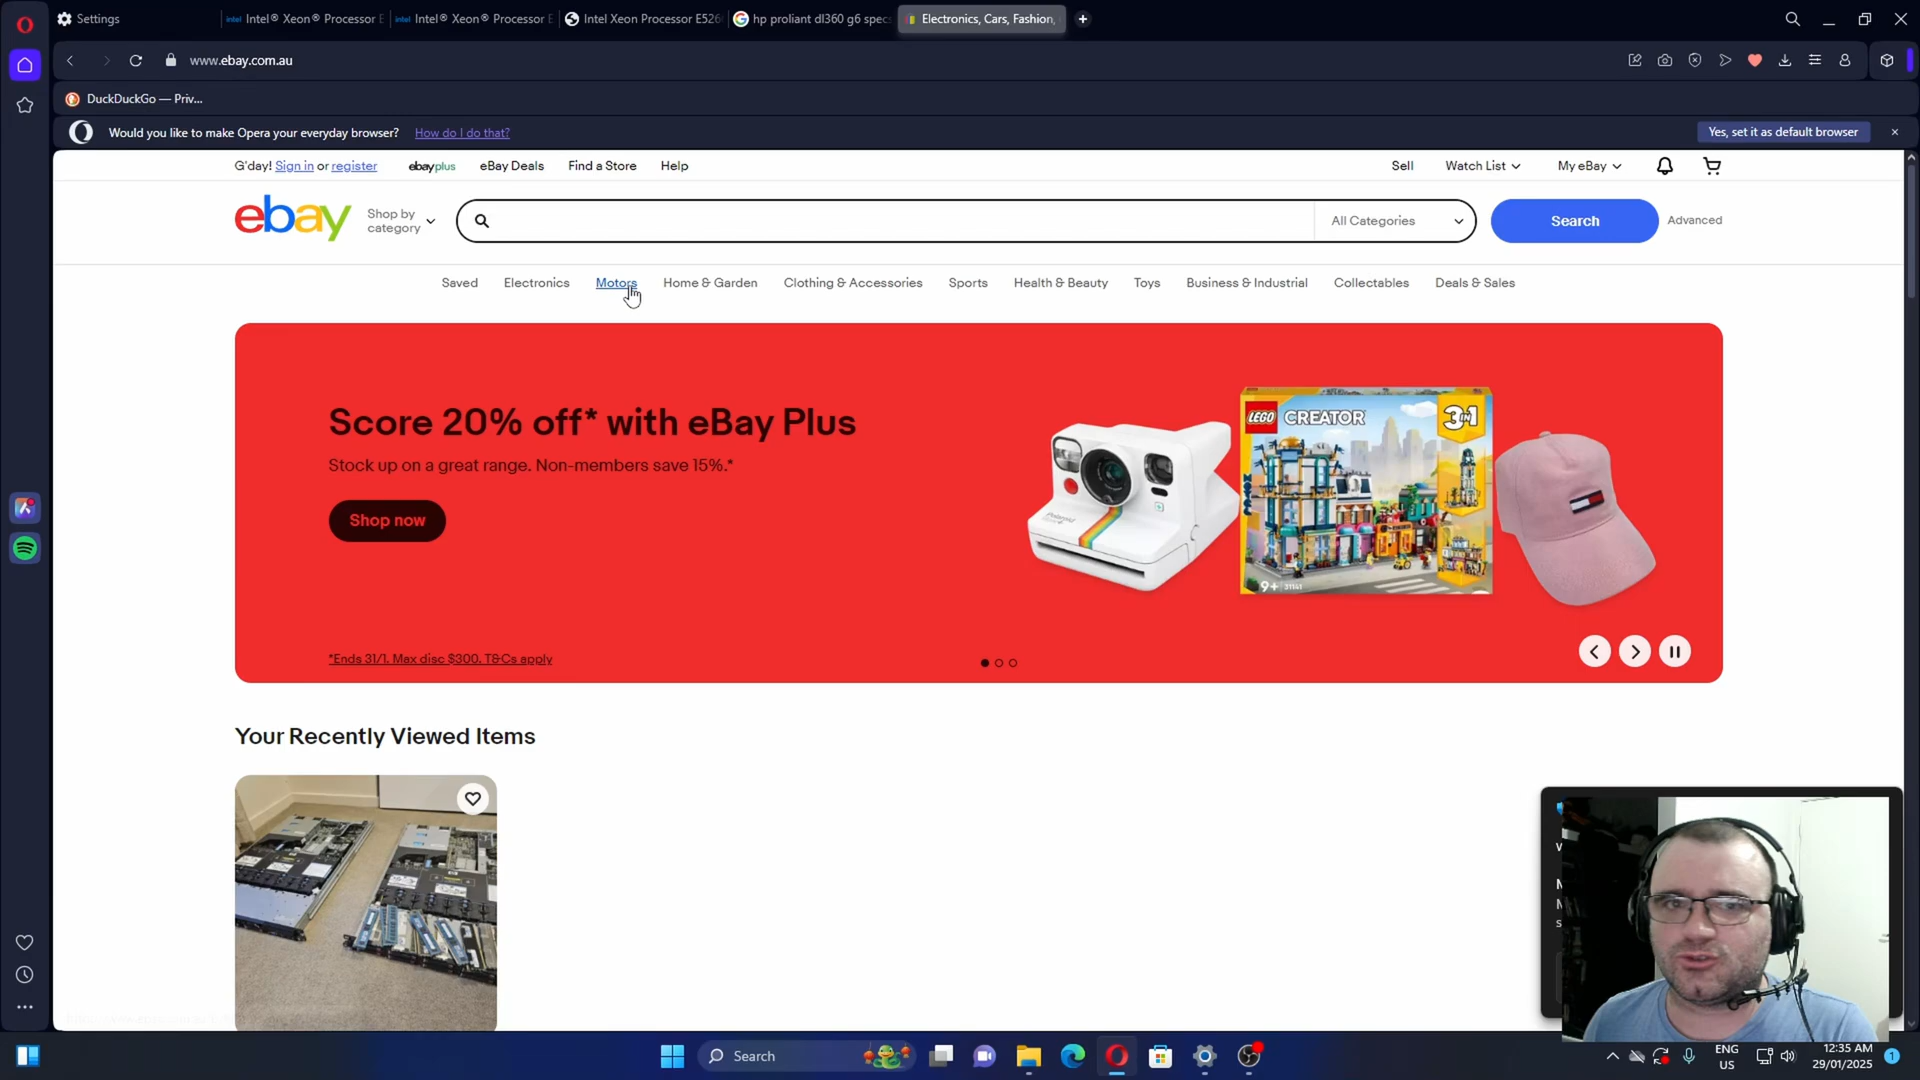 Settings
intel Intel® Xeon® Processor E
intel Intel® Xeon® Processor E
Intel Xeon Processor E526
hp proliant dl360 g6 specs
Electronics, Cars, Fashion,
www.ebay.com.au
DuckDuckGo — Priv...
Would you like to make Opera your everyday browser? How do I do that?
Yes, set it as default browser
G'day! Sign in or register
ebayplus
eBay Deals
Find a Store
Help
Sell
Watch List
My eBay
ebay
Shop by
category
All Categories
Search
Advanced
Saved
Electronics
Motors
Home & Garden
Clothing & Accessories
Sports
Health & Beauty
Toys
Business & Industrial
Collectables
Deals & Sales
Score 20% off* with eBay Plus
Stock up on a great range. Non-members save 15%.*
Shop now
*Ends 31/1. Max disc $300. T&Cs apply
Polaroid
LEGO CREATOR
3IN1
9+ 31141
Your Recently Viewed Items
Search
ENG
US
12:35 AM
29/01/2025
1